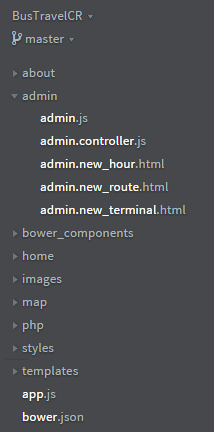 BusTravelCR
master
about
admin
admin.js
admin.controller.js
admin.new_hour.html
admin.new_route.html
admin.new_terminal.html
bower_components
home
images
map
php
styles
templates
app.js
bower.json